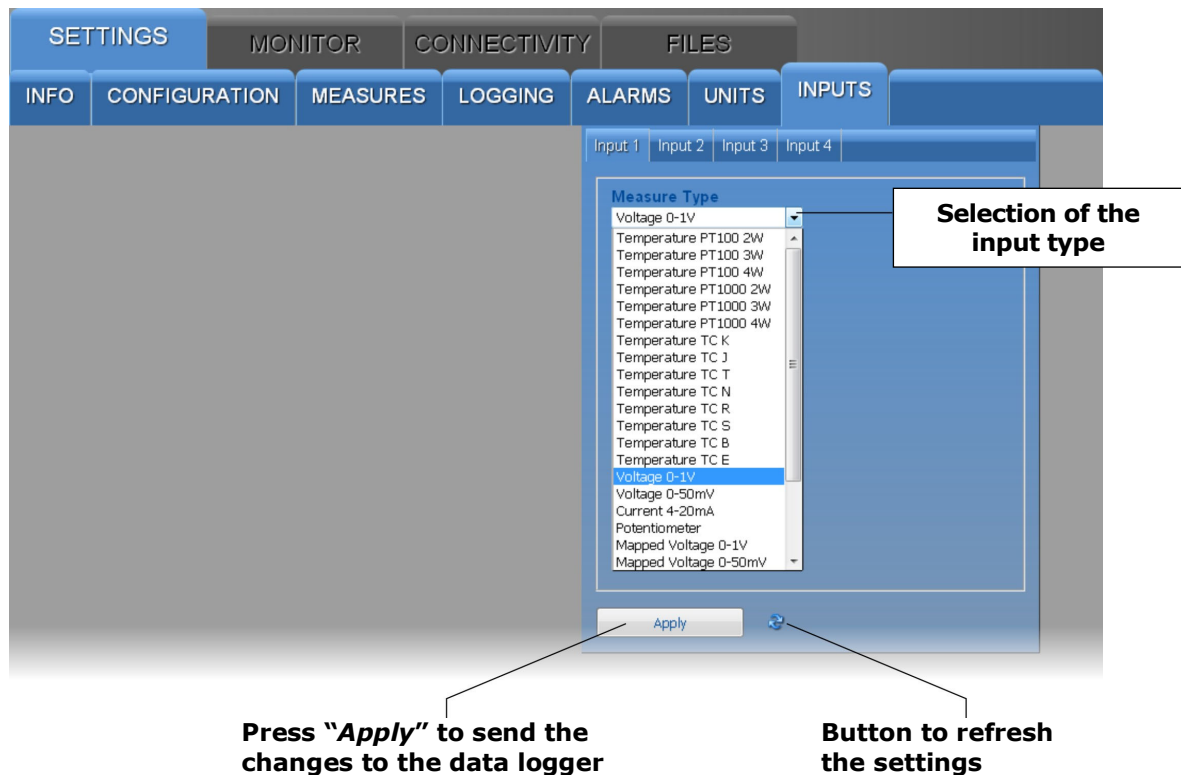 SETTINGS MONITOR CONNECTIVITY FILES
INFO CONFIGURATION MEASURES LOGGING ALARMS UNITS INPUTS
Input 1 Input 2 Input 3 Input 4
Measure Type
Voltage 0-1V
Temperature PT100 2W
Temperature PT100 3W
Temperature PT100 4W
Temperature PT1000 2W
Temperature PT1000 3W
Temperature PT1000 4W
Temperature TC K
Temperature TC J
Temperature TC T
Temperature TC N
Temperature TC R
Temperature TC S
Temperature TC B
Temperature TC E
Voltage 0-1V
Voltage 0-50mV
Current 4-20mA
Potentiometer
Mapped Voltage 0-1V
Mapped Voltage 0-50mV
Selection of the
input type
Apply
Press “Apply” to send the
changes to the data logger
Button to refresh
the settings